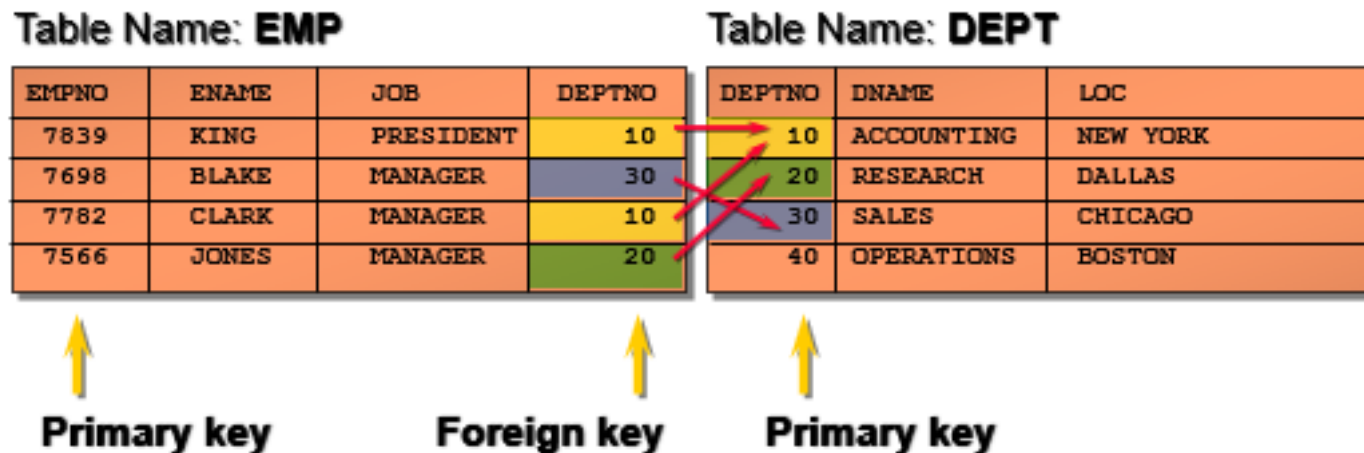 Table Name: EMP
EMPNO ENAME JOB DEPTNO
7839 KING PRESIDENT 10
7698 BLAKE MANAGER 30
7782 CLARK MANAGER 10
7566 JONES MANAGER 20
Primary key Foreign key
Table Name: DEPT
DEPTNO DNAME LOC
10 ACCOUNTING NEW YORK
20 RESEARCH DALLAS
30 SALES CHICAGO
40 OPERATIONS BOSTON
Primary key